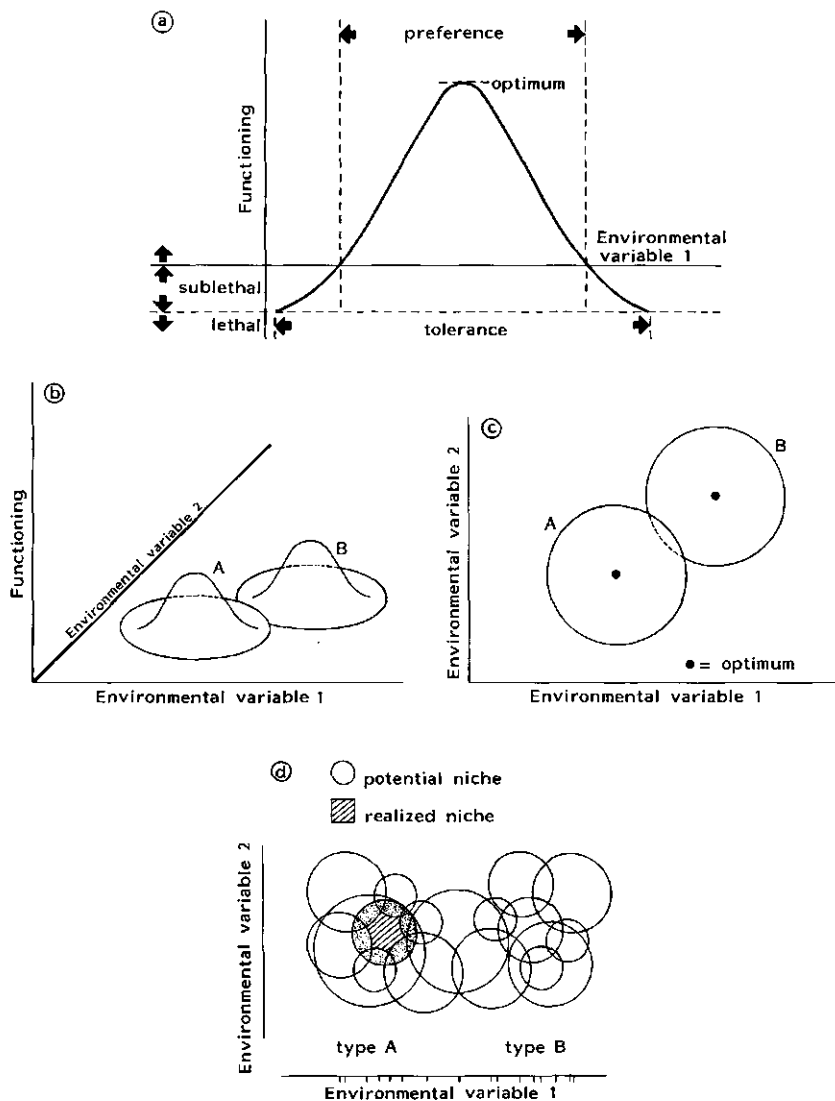 a
preference
optimum
Functioning
Environmental
variable 1
sublethal
lethal
tolerance
b
Functioning
Environmental variable 2
A
B
Environmental variable 1
c
Environmental variable 2
A
B
● = optimum
Environmental variable 1
d
potential niche
realized niche
Environmental variable 2
type A
type B
Environmental variable 1